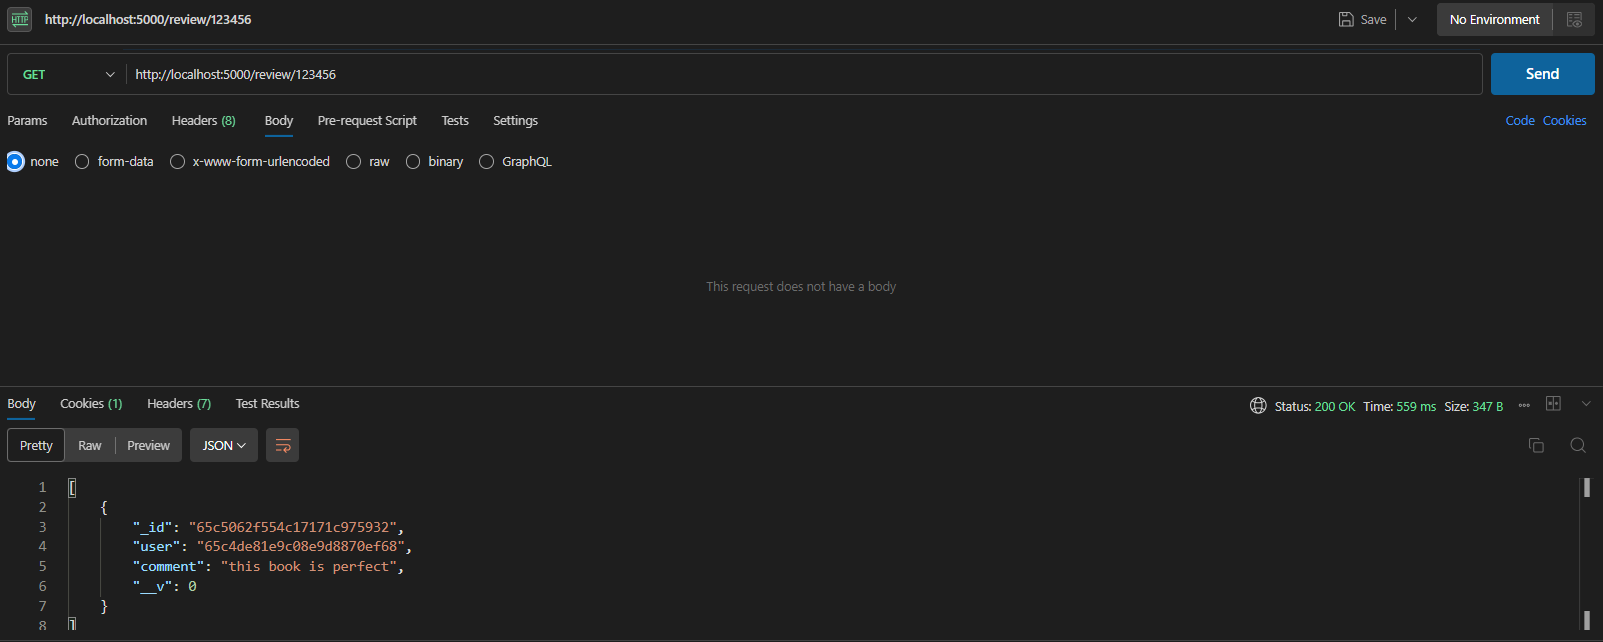 HTTP http://localhost:5000/review/123456 Save No Environment
GET http://localhost:5000/review/123456 Send
Params Authorization Headers (8) Body Pre-request Script Tests Settings Code Cookies
none form-data x-www-form-urlencoded raw binary GraphQL
This request does not have a body
Body Cookies (1) Headers (7) Test Results Status: 200 OK Time: 559 ms Size: 347 B
Pretty Raw Preview JSON
1 [
2 {
3 "_id": "65c5062f554c17171c975932",
4 "user": "65c4de81e9c08e9d8870ef68",
5 "comment": "this book is perfect",
6 "__v": 0
7 }
8 ]